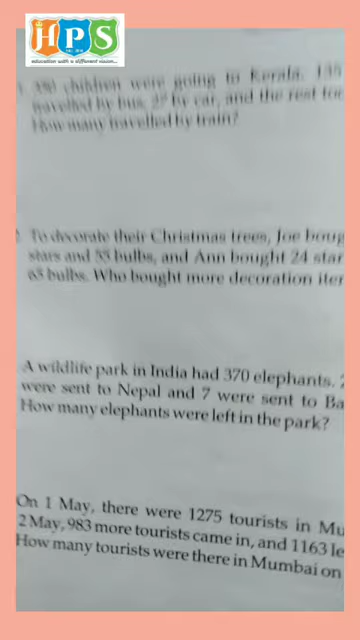 HPS
education with a different vision...
children were going to Kerala. 135
travelled by bus, 27 by car, and the rest
How many travelled by train?
To decorate their Christmas trees, Joe
stars and 55 bulbs, and Ann bought 24
65 bulbs. Who bought more decoration
A wildlife park in India had 370 elephants.
were sent to Nepal and 7 were sent to Ba
How many elephants were left in the park?
On 1 May, there were 1275 tourists in Mu
2 May, 983 more tourists came in, and 1163 le
How many tourists were there in Mumbai on